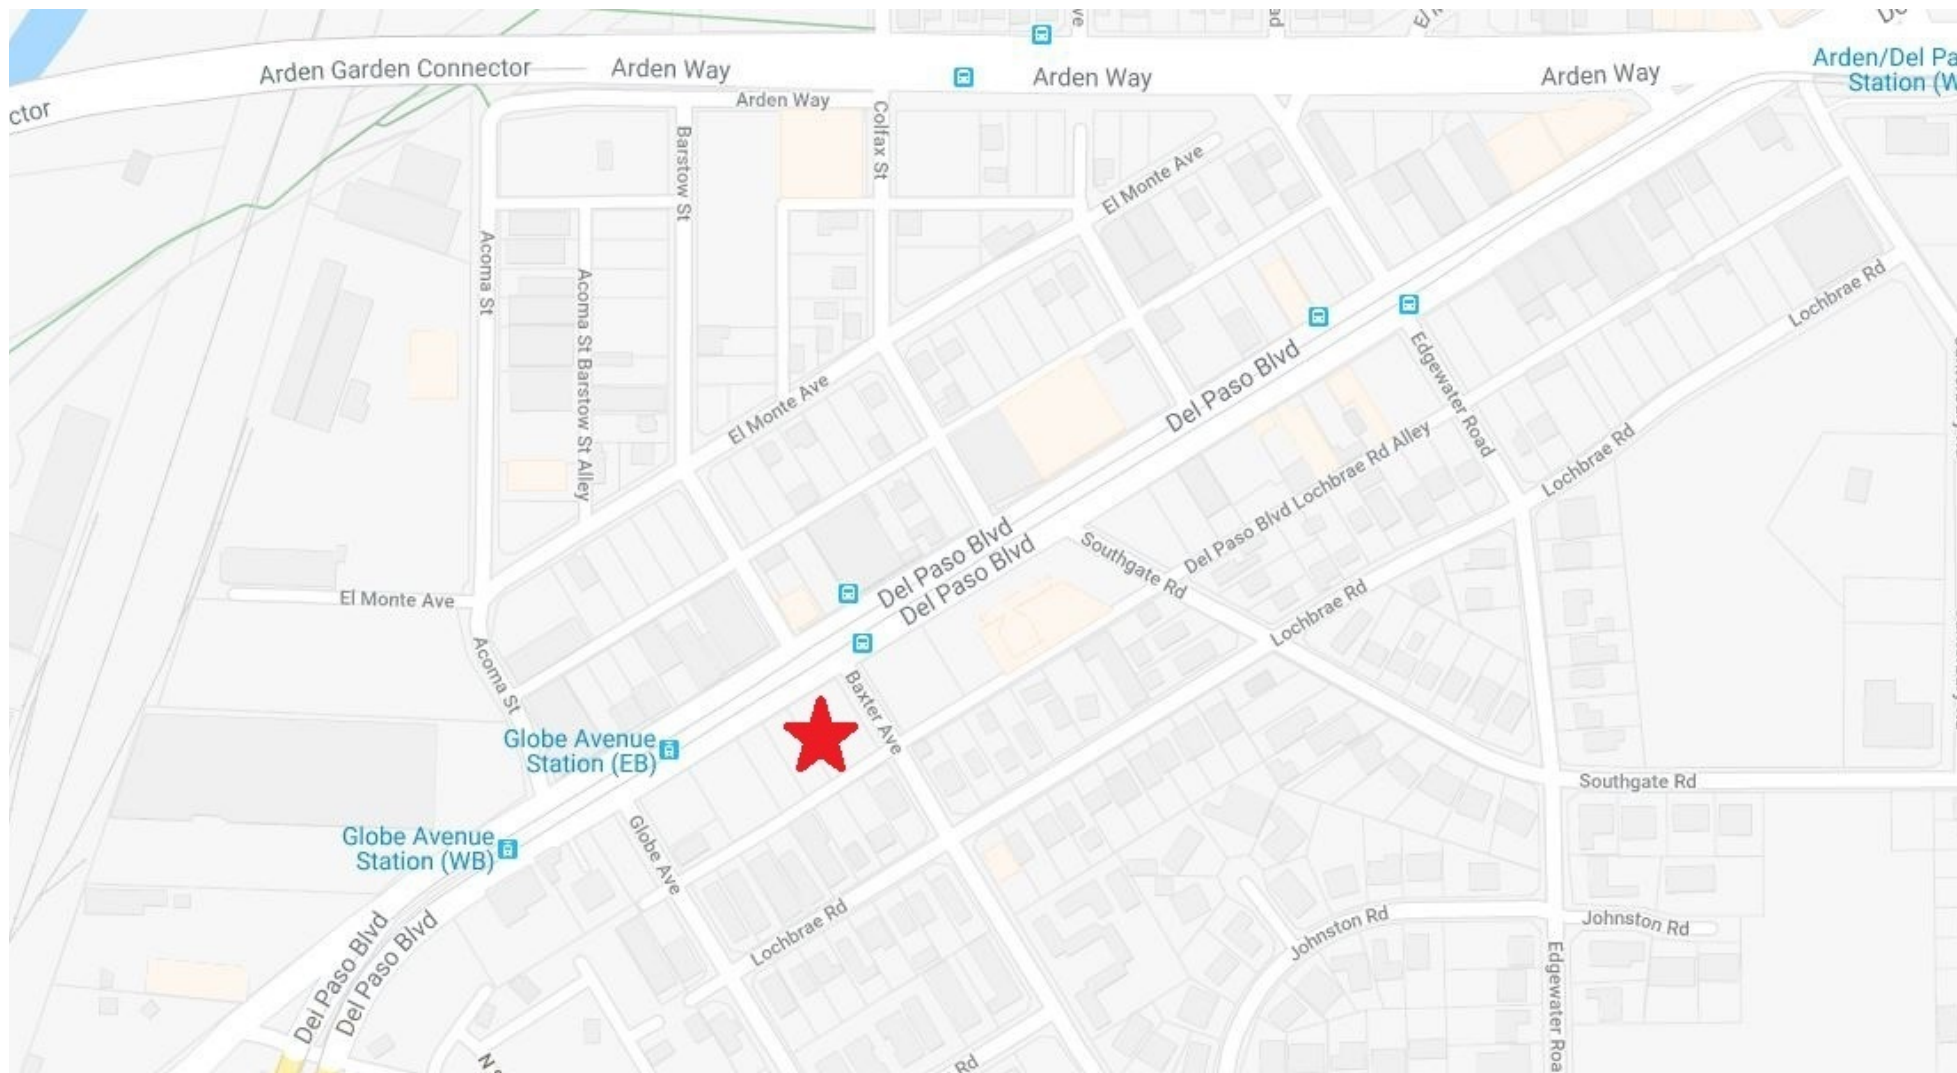 Arden Garden Connector
Arden Way
Arden Way
Arden Way
Arden/Del Pa
Station (W
ctor
Arden Way
Colfax St
Barstow St
El Monte Ave
Acoma St
Acoma St Barstow St Alley
Lochbrae Rd
El Monte Ave
Del Paso Blvd
Edgewater Road
Lochbrae Rd
Del Paso Blvd Lochbrae Rd Alley
Del Paso Blvd
Del Paso Blvd
Southgate Rd
El Monte Ave
Lochbrae Rd
Acoma St
Baxter Ave
Globe Avenue
Station (EB)
Southgate Rd
Globe Avenue
Station (WB)
Globe Ave
Lochbrae Rd
Johnston Rd
Johnston Rd
Del Paso Blvd
Del Paso Blvd
Edgewater Roa
Rd